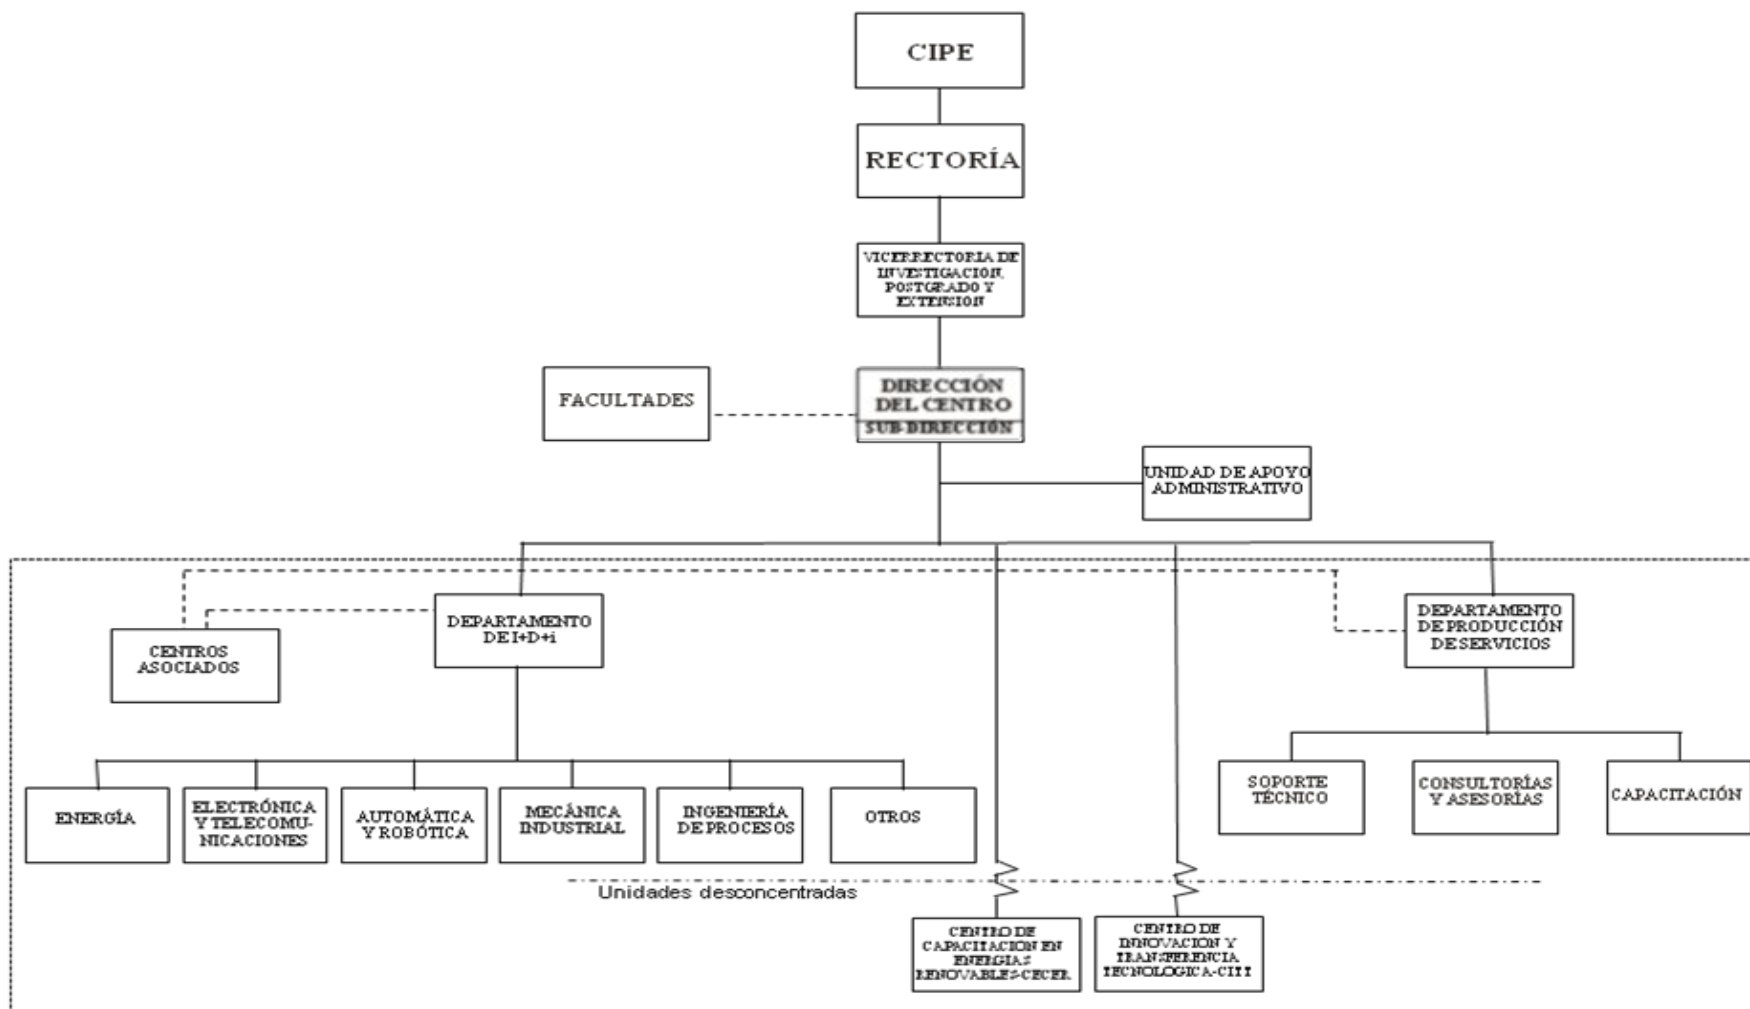 CIPE
RECTORÍA
VICERRECTORIA DE
INVESTIGACION,
POSTGRADO Y
EXTENSION
FACULTADES
DIRECCIÓN
DEL CENTRO
SUB-DIRECCIÓN
UNIDAD DE APOYO
ADMINISTRATIVO
CENTROS
ASOCIADOS
DEPARTAMENTO
DE I+D+i
DEPARTAMENTO
DE PRODUCCIÓN
DE SERVICIOS
ENERGÍA
ELECTRÓNICA
Y TELECOMU-
NICACIONES
AUTOMÁTICA
Y ROBÓTICA
MECÁNICA
INDUSTRIAL
INGENIERÍA
DE PROCESOS
OTROS
SOPORTE
TÉCNICO
CONSULTORÍAS
Y ASESORÍAS
CAPACITACIÓN
Unidades desconcentradas
CENTRO DE
CAPACITACIÓN EN
ENERGIAS
RENOVABLES-CECER
CENTRO DE
INNOVACIÓN Y
TRANSFERENCIA
TECNOLOGICA-CITT